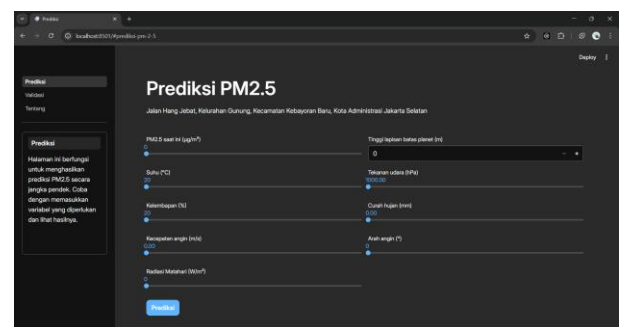 Prediksi
localhost:8501/#prediksi-pm-2-5
Deploy
Prediksi
Validasi
Tentang
Prediksi
Halaman ini berfungsi
untuk menghasilkan
prediksi PM2.5 secara
jangka pendek. Coba
dengan memasukkan
variabel yang diperlukan
dan lihat hasilnya.
Prediksi PM2.5
Jalan Hang Jebat, Kelurahan Gunung, Kecamatan Kebayoran Baru, Kota Administrasi Jakarta Selatan
PM2.5 saat ini (µg/m³)
0
Tinggi lapisan batas planet (m)
0
Suhu (°C)
20
Tekanan udara (hPa)
1000.00
Kelembapan (%)
20
Curah hujan (mm)
0.00
Kecepatan angin (m/s)
0.00
Arah angin (°)
0
Radiasi Matahari (W/m²)
0
Prediksi